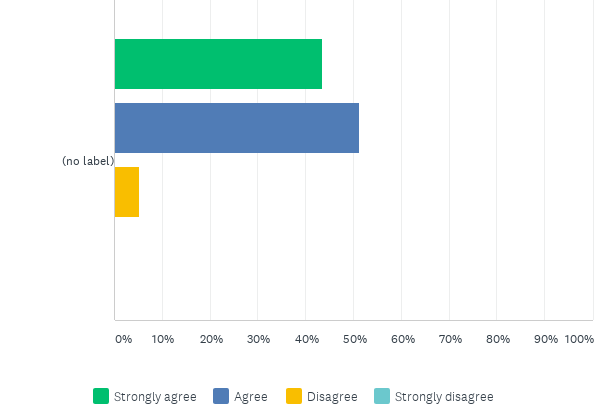 (no label)
0% 10% 20% 30% 40% 50% 60% 70% 80% 90% 100%
Strongly agree Agree Disagree Strongly disagree